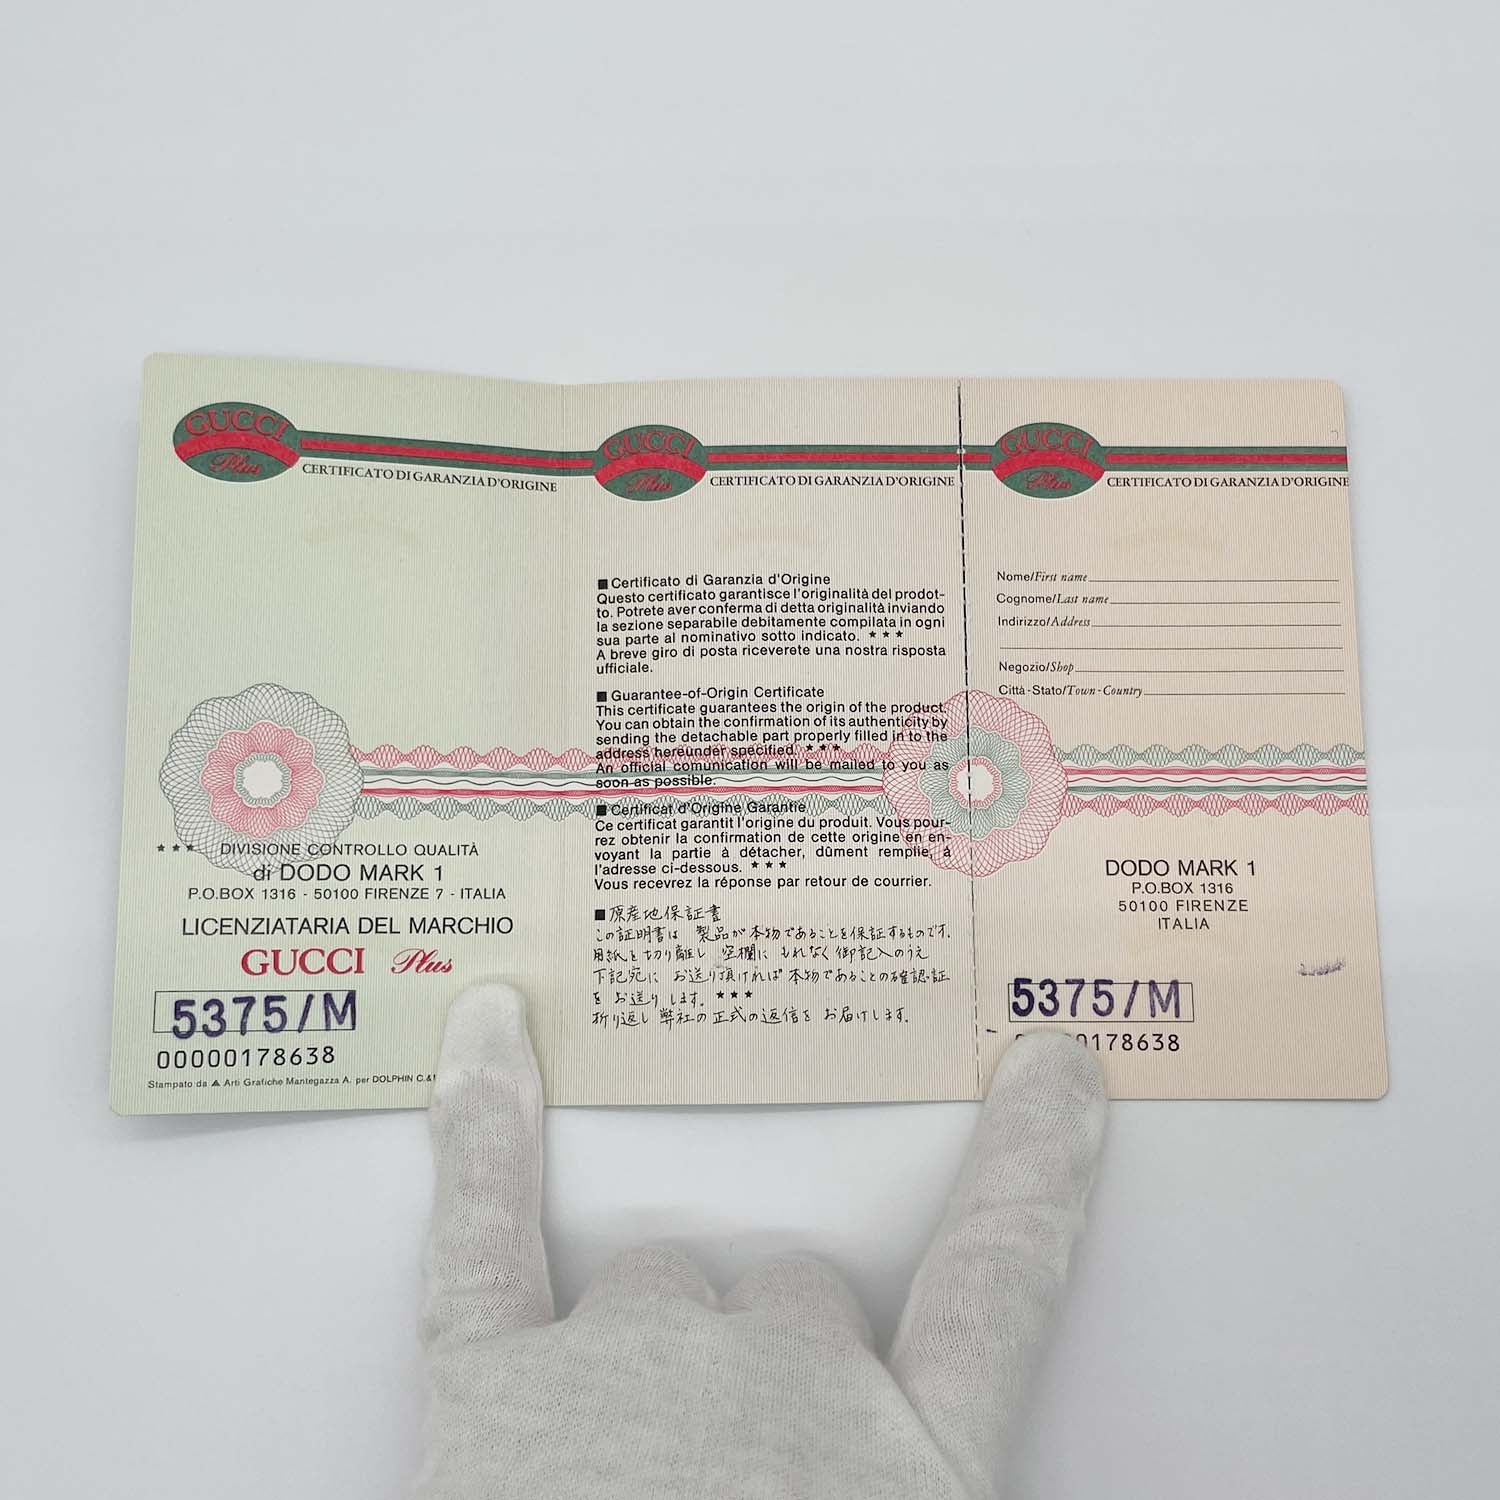 GUCCI
Plus
CERTIFICATO DI GARANZIA D'ORIGINE
*** DIVISIONE CONTROLLO QUALITÀ
di DODO MARK 1
P.O.BOX 1316 - 50100 FIRENZE 7 - ITALIA
LICENZIATARIA DEL MARCHIO
GUCCI Plus
5375/M
00000178638
Stampato da Arti Grafiche Mantegazza A. per DOLPHIN C.&
GUCCI
Plus
CERTIFICATO DI GARANZIA D'ORIGINE
■ Certificato di Garanzia d'Origine
Questo certificato garantisce l'originalità del prodot-
to. Potrete aver conferma di detta originalità inviando
la sezione separabile debitamente compilata in ogni
sua parte al nominativo sotto indicato. ***
A breve giro di posta riceverete una nostra risposta
ufficiale.
■ Guarantee-of-Origin Certificate
This certificate guarantees the origin of the product.
You can obtain the confirmation of its authenticity by
sending the detachable part properly filled in to the
address hereunder specified. ***
An official comunication will be mailed to you as
soon as possible.
■ Certificat d'Origine Garantie
Ce certificat garantit l'origine du produit. Vous pour-
rez obtenir la confirmation de cette origine en en-
voyant la partie à détacher, dûment remplie, à
l'adresse ci-dessous. ***
Vous recevrez la réponse par retour de courrier.
■ 原産地保証書
この証明書は 製品が本物であることを保証するものです.
用紙を切り離し 空欄に もれなく御記入のうえ
下記宛に お送り頂ければ本物であることの確認証
を お送り します. ***
折り返し 弊社の正式の返信を お届けします.
GUCCI
Plus
CERTIFICATO DI GARANZIA D'ORIGINE
Nome/First name
Cognome/Last name
Indirizzo/Address
Negozio/Shop
Città-Stato/Town-Country
DODO MARK 1
P.O.BOX 1316
50100 FIRENZE
ITALIA
5375/M
178638